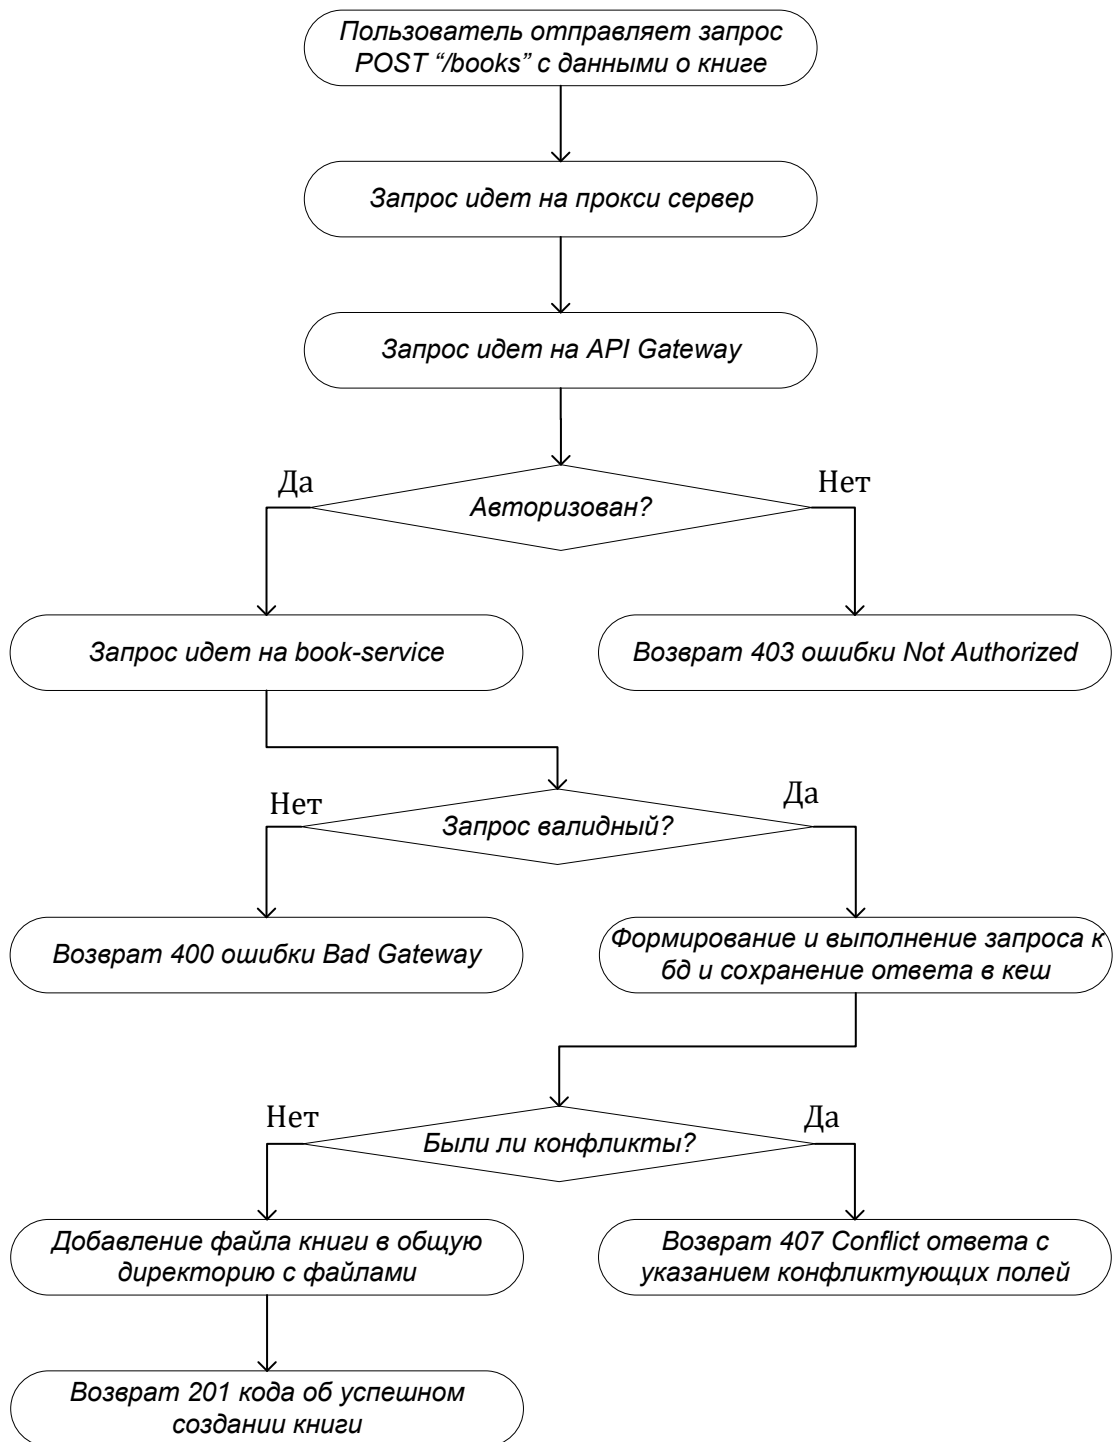 Пользователь отправляет запрос
POST “/books” с данными о книге
Запрос идет на прокси сервер
Запрос идет на API Gateway
Да
Нет
Авторизован?
Запрос идет на book-service
Возврат 403 ошибки Not Authorized
Нет
Да
Запрос валидный?
Возврат 400 ошибки Bad Gateway
Формирование и выполнение запроса к
бд и сохранение ответа в кеш
Нет
Да
Были ли конфликты?
Добавление файла книги в общую
директорию с файлами
Возврат 407 Conflict ответа с
указанием конфликтующих полей
Возврат 201 кода об успешном
создании книги